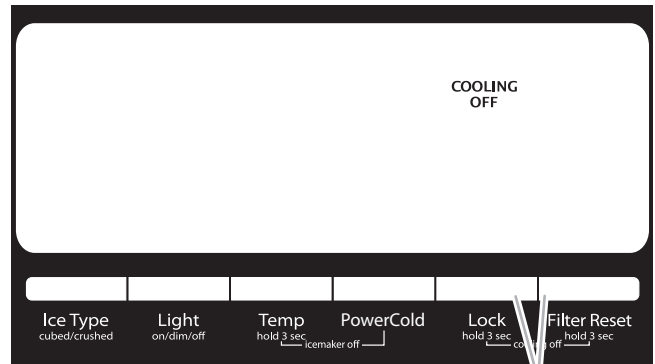 COOLING
OFF
Ice Type Light Temp PowerCold Lock Filter Reset
cubed/crushed on/dim/off hold 3 sec hold 3 sec hold 3 sec
icemaker off off